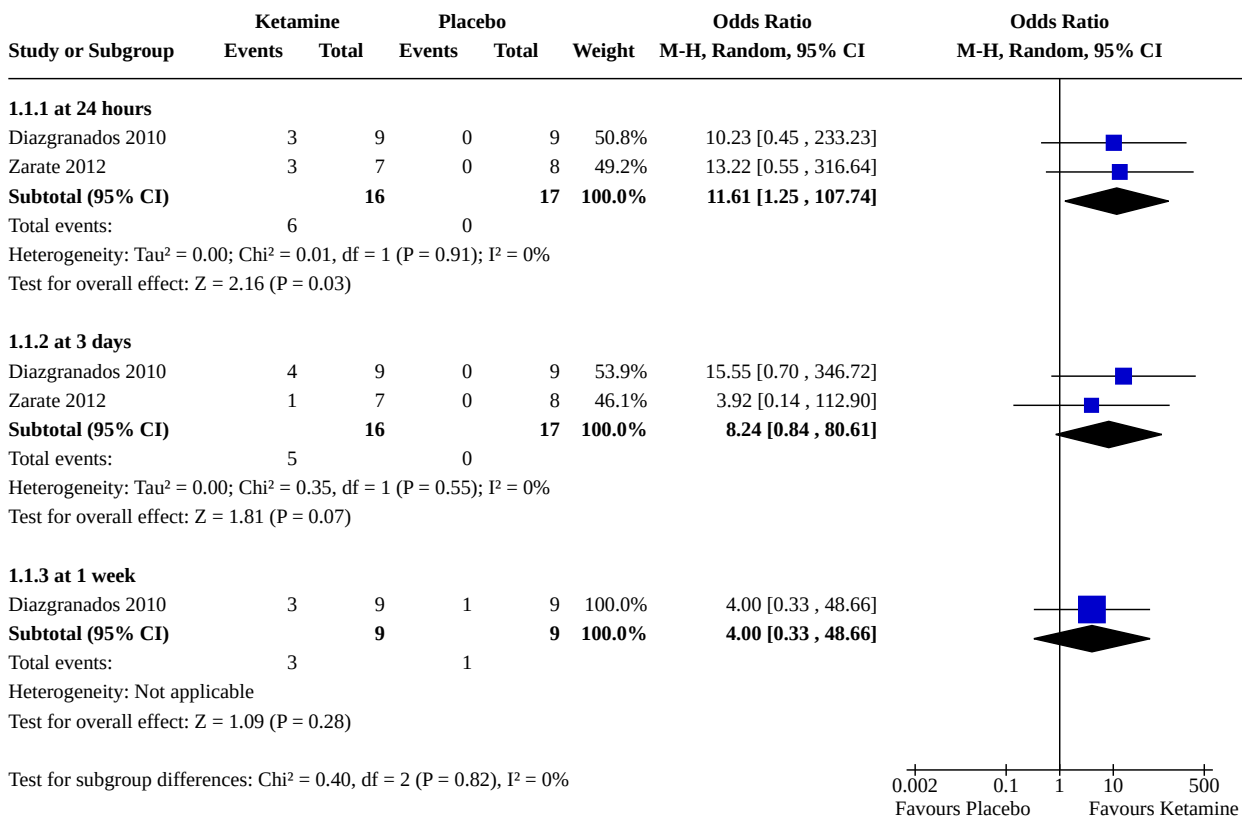 Ketamine Placebo Odds Ratio Odds Ratio
Study or Subgroup Events Total Events Total Weight M-H, Random, 95% CI M-H, Random, 95% CI
1.1.1 at 24 hours
Diazgranados 2010 3 9 0 9 50.8% 10.23 [0.45 , 233.23]
Zarate 2012 3 7 0 8 49.2% 13.22 [0.55 , 316.64]
Subtotal (95% CI) 16 17 100.0% 11.61 [1.25 , 107.74]
Total events: 6 0
Heterogeneity: Tau² = 0.00; Chi² = 0.01, df = 1 (P = 0.91); I² = 0%
Test for overall effect: Z = 2.16 (P = 0.03)
1.1.2 at 3 days
Diazgranados 2010 4 9 0 9 53.9% 15.55 [0.70 , 346.72]
Zarate 2012 1 7 0 8 46.1% 3.92 [0.14 , 112.90]
Subtotal (95% CI) 16 17 100.0% 8.24 [0.84 , 80.61]
Total events: 5 0
Heterogeneity: Tau² = 0.00; Chi² = 0.35, df = 1 (P = 0.55); I² = 0%
Test for overall effect: Z = 1.81 (P = 0.07)
1.1.3 at 1 week
Diazgranados 2010 3 9 1 9 100.0% 4.00 [0.33 , 48.66]
Subtotal (95% CI) 9 9 100.0% 4.00 [0.33 , 48.66]
Total events: 3 1
Heterogeneity: Not applicable
Test for overall effect: Z = 1.09 (P = 0.28)
Test for subgroup differences: Chi² = 0.40, df = 2 (P = 0.82), I² = 0%
0.002 0.1 1 10 500
Favours Placebo Favours Ketamine